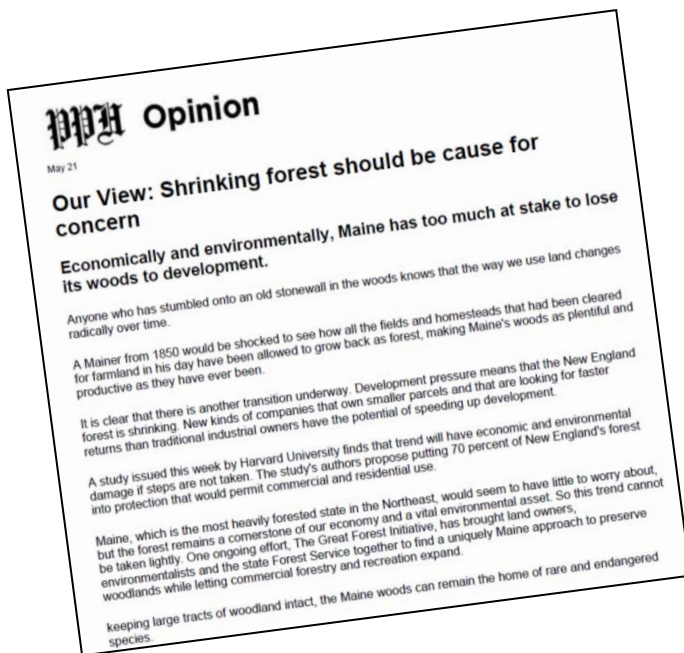 PPH Opinion
May 21
Our View: Shrinking forest should be cause for
concern
Economically and environmentally, Maine has too much at stake to lose
its woods to development.
Anyone who has stumbled onto an old stonewall in the woods knows that the way we use land changes
radically over time.
A Mainer from 1850 would be shocked to see how all the fields and homesteads that had been cleared
for farmland in his day have been allowed to grow back as forest, making Maine's woods as plentiful and
productive as they have ever been.
It is clear that there is another transition underway. Development pressure means that the New England
forest is shrinking. New kinds of companies that own smaller parcels and that are looking for faster
returns than traditional industrial owners have the potential of speeding up development.
A study issued this week by Harvard University finds that trend will have economic and environmental
damage if steps are not taken. The study's authors propose putting 70 percent of New England's forest
into protection that would permit commercial and residential use.
Maine, which is the most heavily forested state in the Northeast, would seem to have little to worry about,
but the forest remains a cornerstone of our economy and a vital environmental asset. So this trend cannot
be taken lightly. One ongoing effort, The Great Forest Initiative, has brought land owners,
environmentalists and the state Forest Service together to find a uniquely Maine approach to preserve
woodlands while letting commercial forestry and recreation expand.
keeping large tracts of woodland intact, the Maine woods can remain the home of rare and endangered
species.